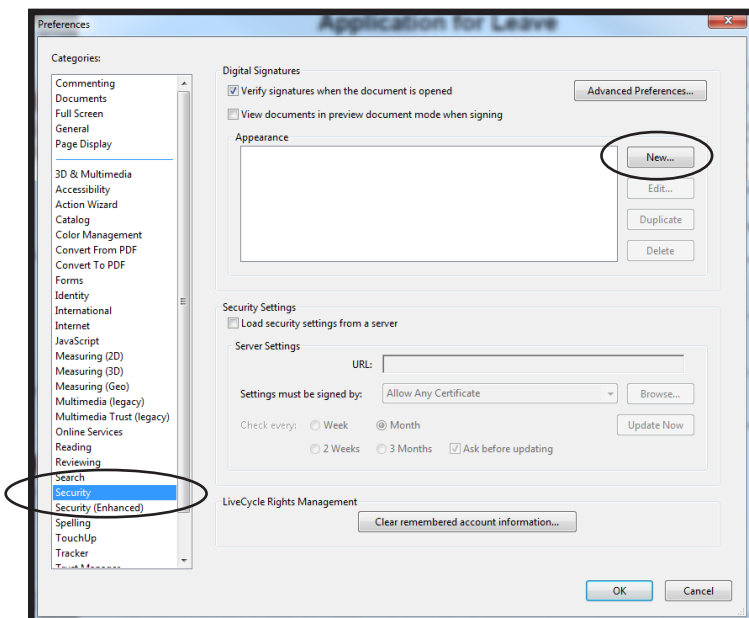 Application for Leave
Preferences
Categories:
Commenting
Documents
Full Screen
General
Page Display
3D & Multimedia
Accessibility
Action Wizard
Catalog
Color Management
Convert From PDF
Convert To PDF
Forms
Identity
International
Internet
JavaScript
Measuring (2D)
Measuring (3D)
Measuring (Geo)
Multimedia (legacy)
Multimedia Trust (legacy)
Online Services
Reading
Reviewing
Search
Security
Security (Enhanced)
Spelling
TouchUp
Tracker
Trust Manager
Digital Signatures
Verify signatures when the document is opened
Advanced Preferences...
View documents in preview document mode when signing
Appearance
New...
Edit...
Duplicate
Delete
Security Settings
Load security settings from a server
Server Settings
URL:
Settings must be signed by: Allow Any Certificate Browse...
Check every: Week Month Update Now
2 Weeks 3 Months Ask before updating
LiveCycle Rights Management
Clear remembered account information...
OK Cancel